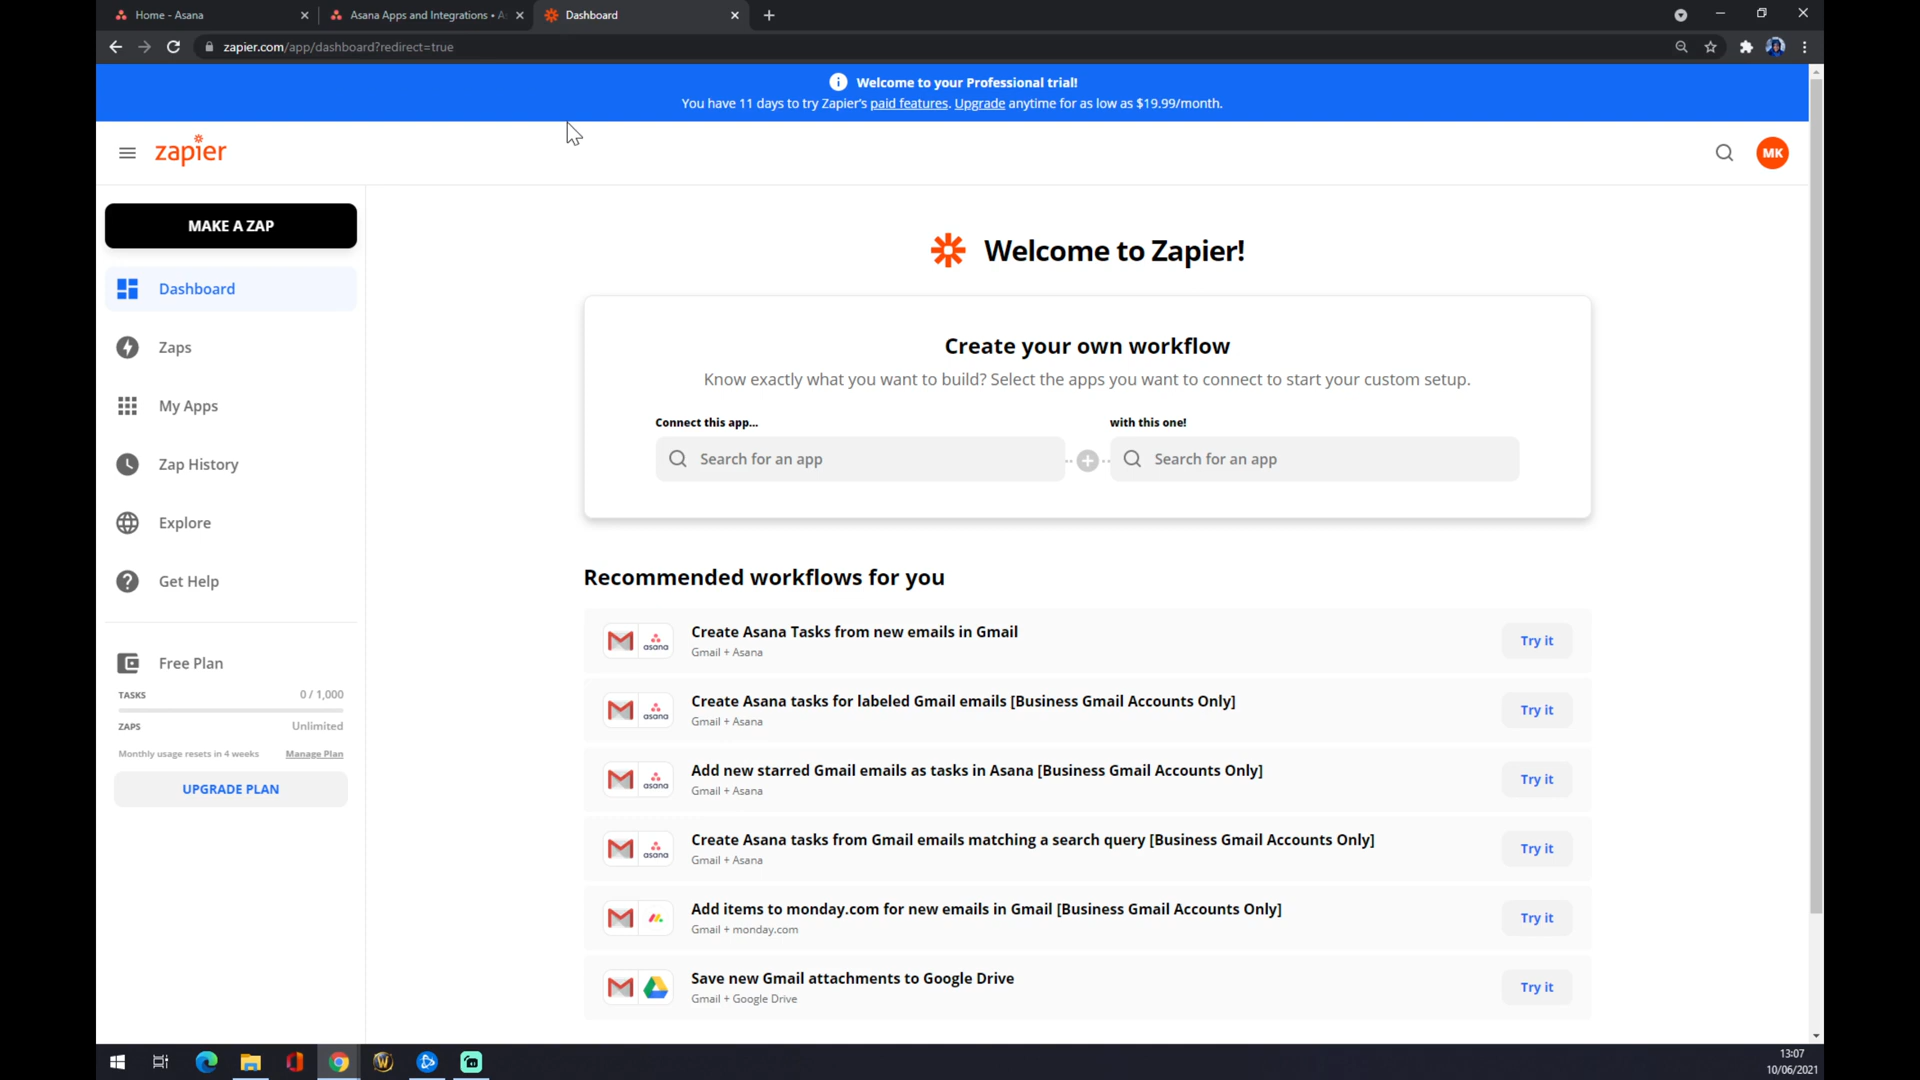 Home - Asana
Asana Apps and Integrations • A
Dashboard
zapier.com/app/dashboard?redirect=true
Welcome to your Professional trial!
You have 11 days to try Zapier's paid features. Upgrade anytime for as low as $19.99/month.
zapier
MK
MAKE A ZAP
Dashboard
Zaps
My Apps
Zap History
Explore
Get Help
Free Plan
TASKS 0 / 1,000
ZAPS Unlimited
Monthly usage resets in 4 weeks Manage Plan
UPGRADE PLAN
Welcome to Zapier!
Create your own workflow
Know exactly what you want to build? Select the apps you want to connect to start your custom setup.
Connect this app... with this one!
Search for an app Search for an app
Recommended workflows for you
asana
Create Asana Tasks from new emails in Gmail
Gmail + Asana
Try it
asana
Create Asana tasks for labeled Gmail emails [Business Gmail Accounts Only]
Gmail + Asana
Try it
asana
Add new starred Gmail emails as tasks in Asana [Business Gmail Accounts Only]
Gmail + Asana
Try it
asana
Create Asana tasks from Gmail emails matching a search query [Business Gmail Accounts Only]
Gmail + Asana
Try it
Add items to monday.com for new emails in Gmail [Business Gmail Accounts Only]
Gmail + monday.com
Try it
Save new Gmail attachments to Google Drive
Gmail + Google Drive
Try it
13:07
10/06/2021